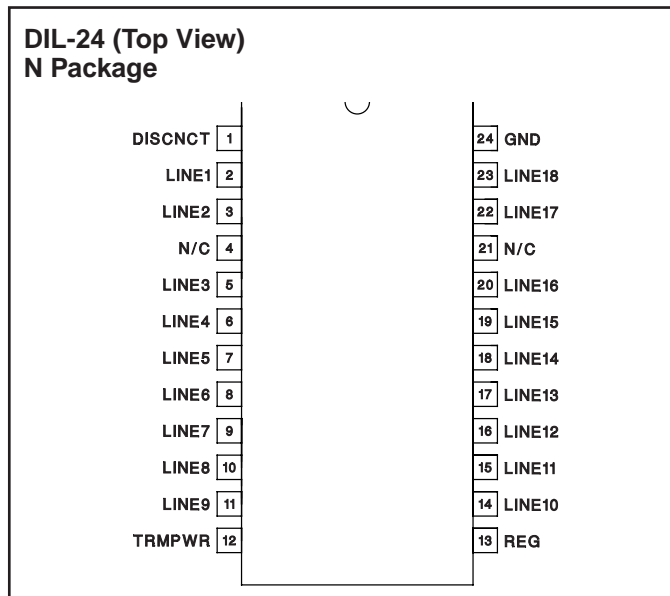 DIL-24 (Top View)
N Package
DISCNCT 1 24 GND
LINE1 2 23 LINE18
LINE2 3 22 LINE17
N/C 4 21 N/C
LINE3 5 20 LINE16
LINE4 6 19 LINE15
LINE5 7 18 LINE14
LINE6 8 17 LINE13
LINE7 9 16 LINE12
LINE8 10 15 LINE11
LINE9 11 14 LINE10
TRMPWR 12 13 REG